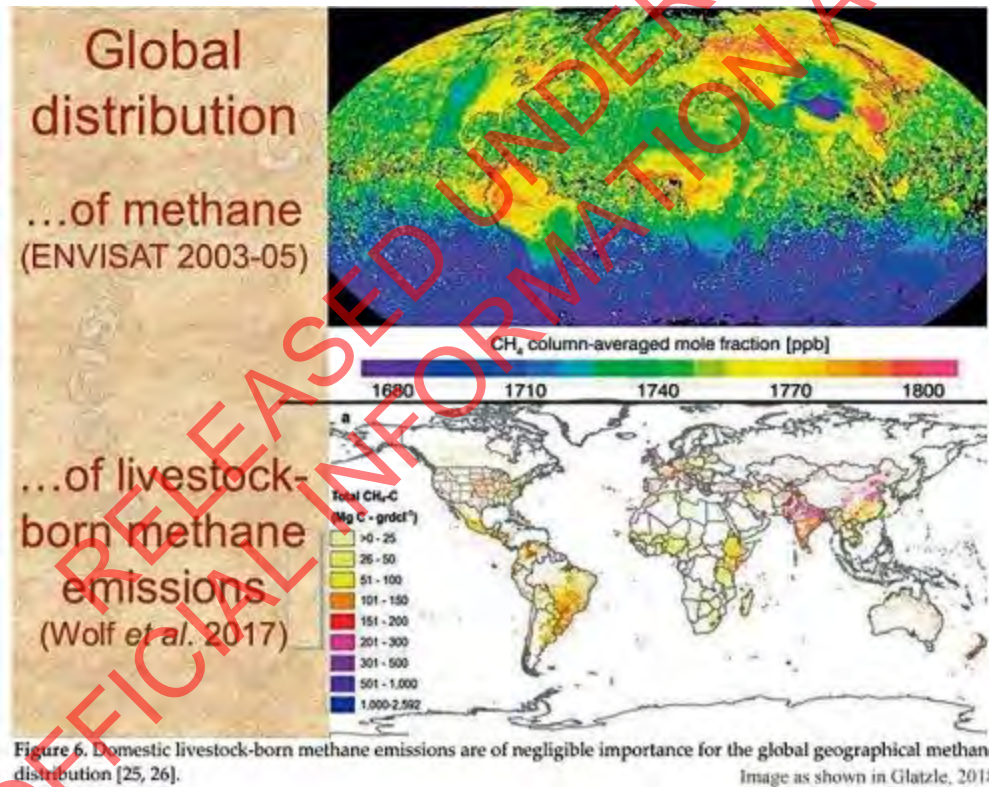 Global
distribution
...of methane
(ENVISAT 2003-05)
CH₄ column-averaged mole fraction [ppb]
1680 1710 1740 1770 1800
...of livestock-
born methane
emissions
(Wolf et al. 2017)
a
Total CH₄-C
(Mg C - grdcl⁻¹)
>0 - 25
26 - 50
51 - 100
101 - 150
151 - 200
201 - 300
301 - 500
501 - 1,000
1,000-2,592
Figure 6. Domestic livestock-born methane emissions are of negligible importance for the global geographical methan
distribution [25, 26].
Image as shown in Glatzle, 2018
RELEASED UNDER
OFFICIAL INFORMATION A